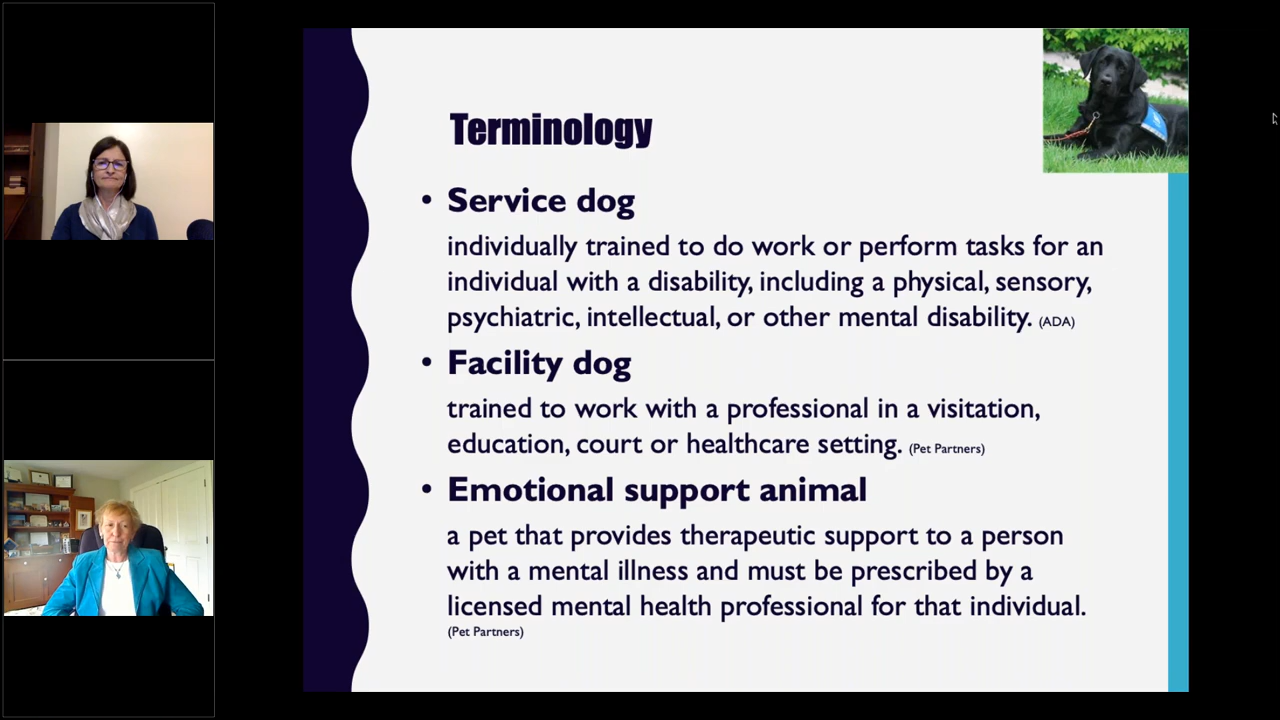 Terminology
• Service dog
individually trained to do work or perform tasks for an
individual with a disability, including a physical, sensory,
psychiatric, intellectual, or other mental disability. (ADA)
• Facility dog
trained to work with a professional in a visitation,
education, court or healthcare setting. (Pet Partners)
• Emotional support animal
a pet that provides therapeutic support to a person
with a mental illness and must be prescribed by a
licensed mental health professional for that individual.
(Pet Partners)